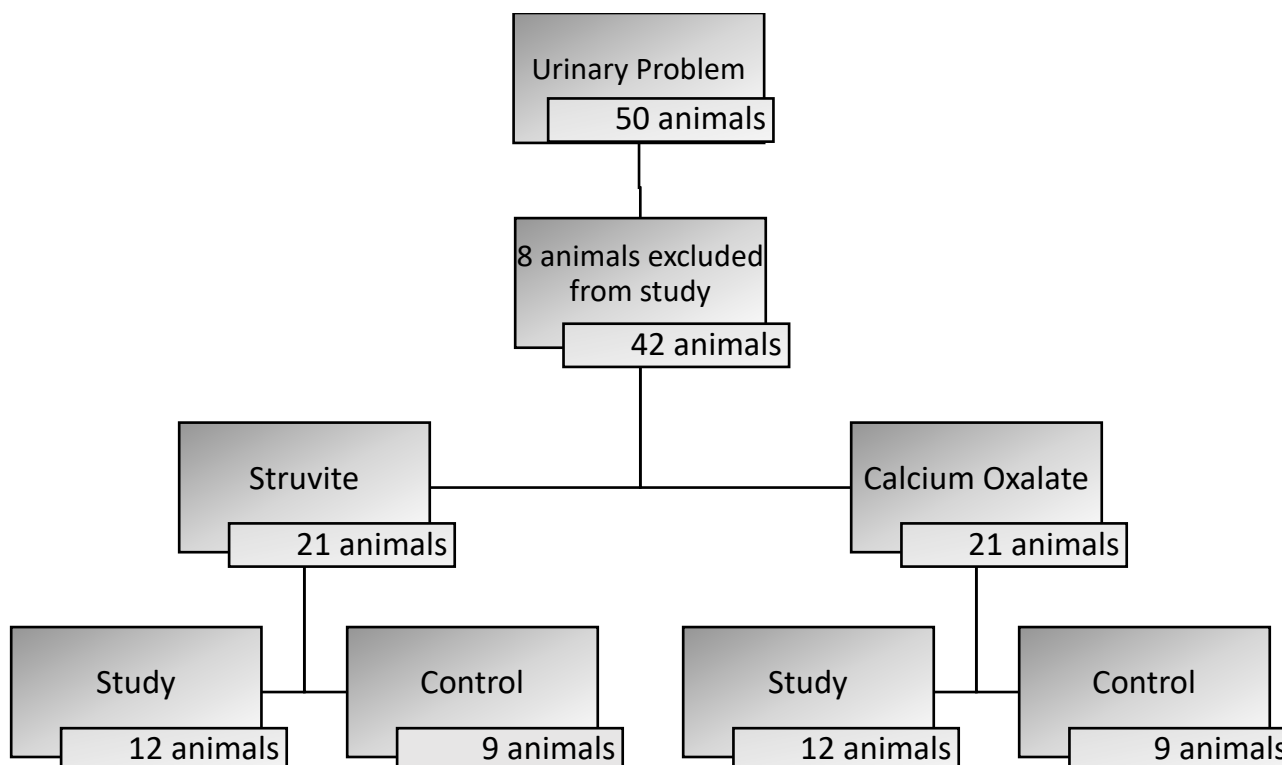 Urinary Problem
50 animals
8 animals excluded
from study
42 animals
Struvite
21 animals
Calcium Oxalate
21 animals
Study
12 animals
Control
9 animals
Study
12 animals
Control
9 animals